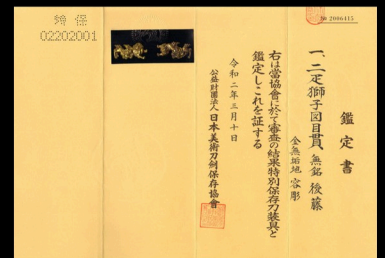 鑑定書
一、二疋獅子図目貫、無銘 後藤
金無垢地 容彫
右は當協會に於て審査の結果特別保存刀装具と
鑑定しこれを証する
令和二年三月十日
公益財團法人 日本美術刀劍保存協會
№ 2006415
保
02202001